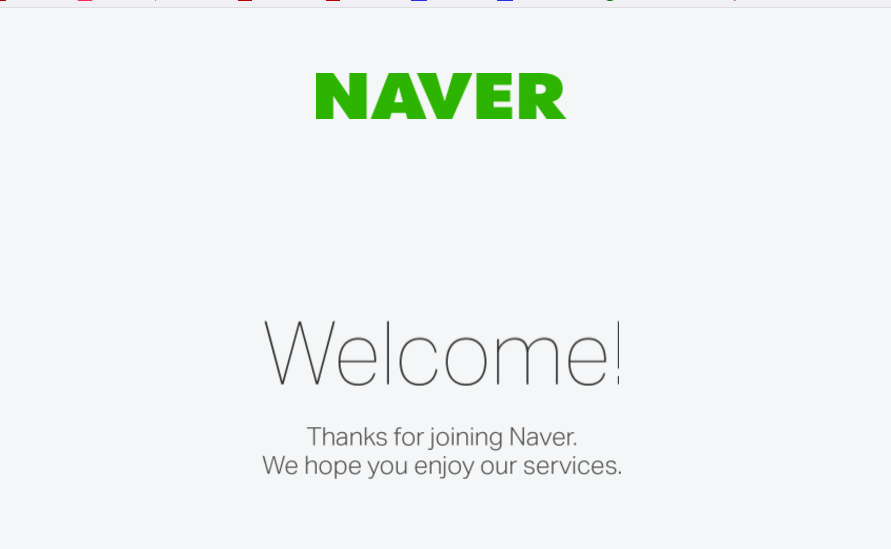 NAVER
Welcome!
Thanks for joining Naver.
We hope you enjoy our services.